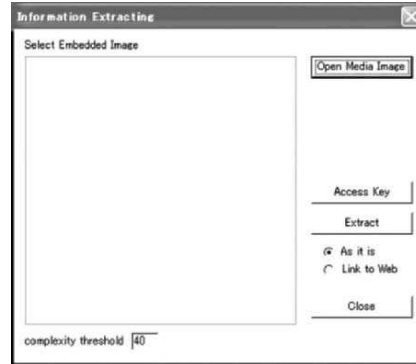 Information Extracting
Select Embedded Image
Open Media Image
Access Key
Extract
As it is
Link to Web
Close
complexity threshold 40